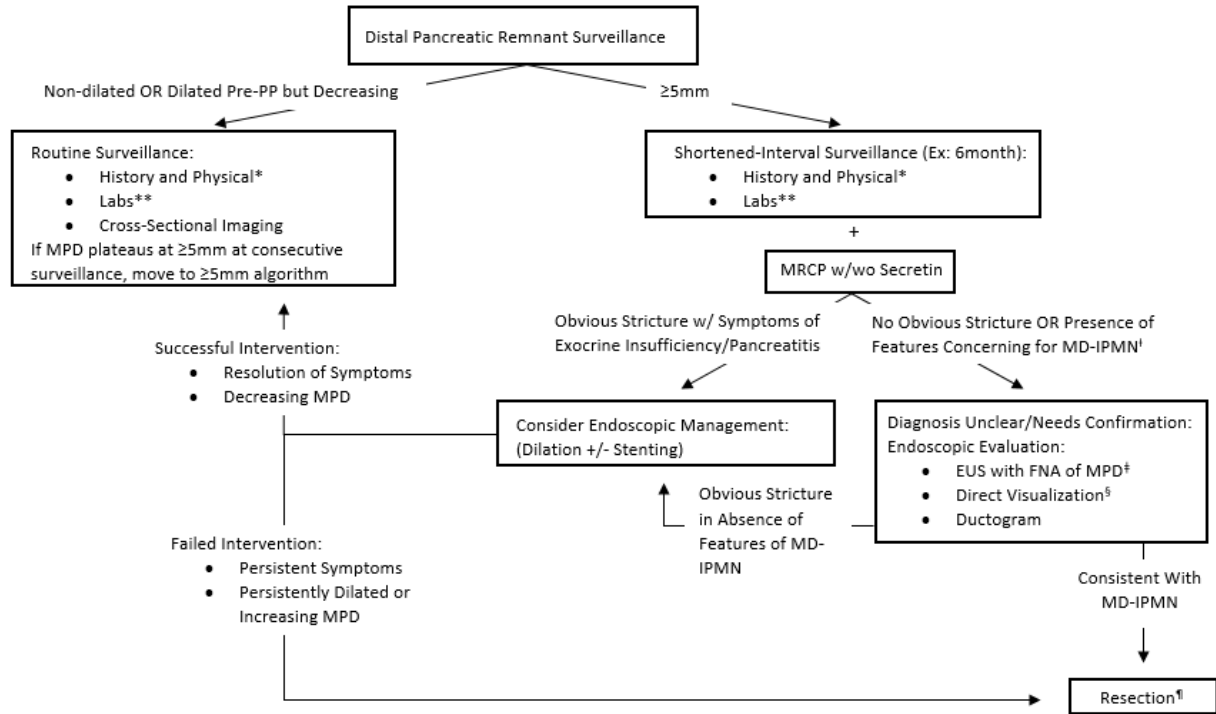 Distal Pancreatic Remnant Surveillance
Non-dilated OR Dilated Pre-PP but Decreasing
≥5mm
Routine Surveillance:
● History and Physical*
● Labs**
● Cross-Sectional Imaging
If MPD plateaus at ≥5mm at consecutive
surveillance, move to ≥5mm algorithm
Shortened-Interval Surveillance (Ex: 6month):
● History and Physical*
● Labs**
+
MRCP w/wo Secretin
Obvious Stricture w/ Symptoms of
Exocrine Insufficiency/Pancreatitis
No Obvious Stricture OR Presence of
Features Concerning for MD-IPMNƗ
Successful Intervention:
● Resolution of Symptoms
● Decreasing MPD
Consider Endoscopic Management:
(Dilation +/- Stenting)
Diagnosis Unclear/Needs Confirmation:
Endoscopic Evaluation:
● EUS with FNA of MPD‡
● Direct Visualization§
● Ductogram
Obvious Stricture
in Absence of
Features of MD-
IPMN
Failed Intervention:
● Persistent Symptoms
● Persistently Dilated or
Increasing MPD
Consistent With
MD-IPMN
Resection¶